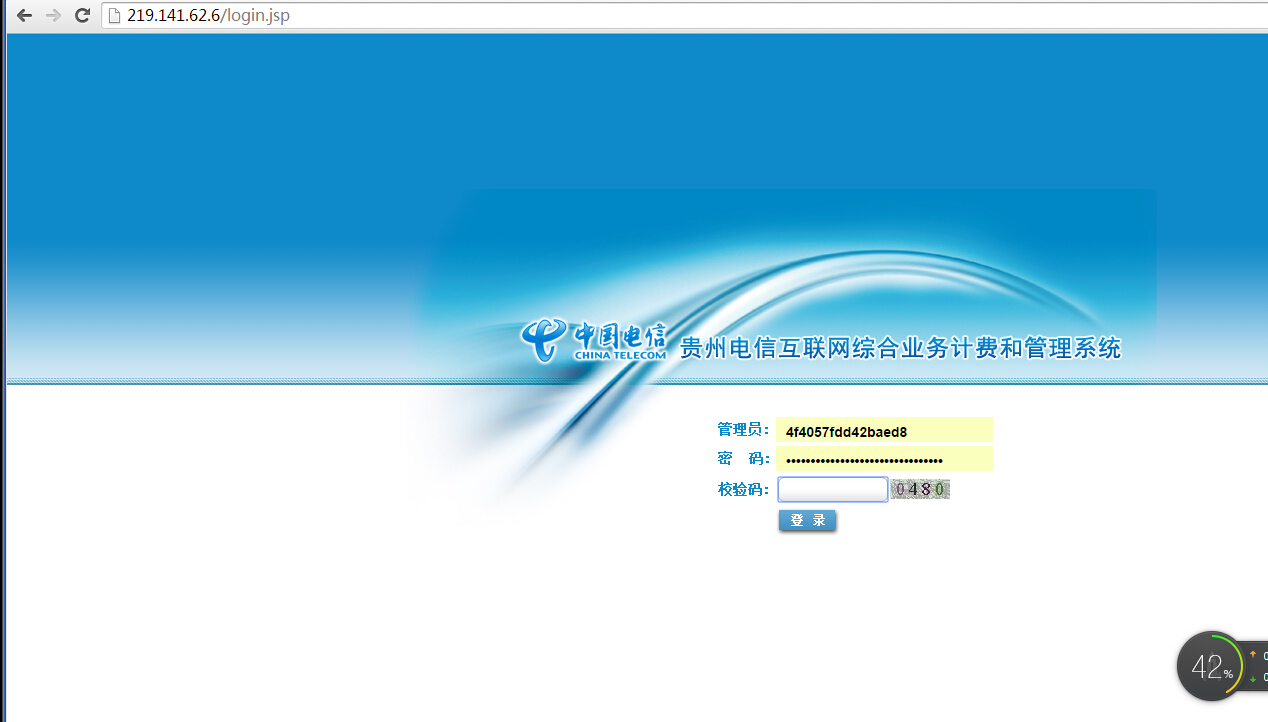 219.141.62.6/login.jsp
中国电信
CHINA TELECOM
贵州电信互联网综合业务计费和管理系统
管理员： 4f4057fdd42baed8
密 码： ••••••••••••••••••••••••••••••••
校验码： 0480
登 录
42%
0
0